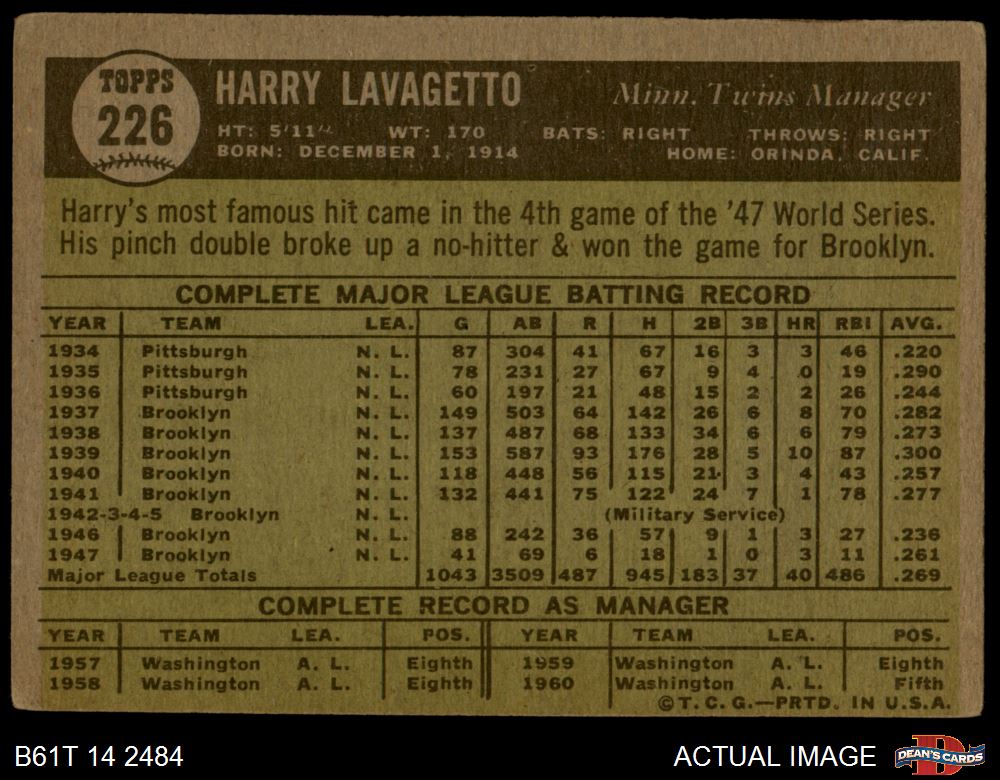 TOPPS
226
HARRY LAVAGETTO Minn. Twins Manager
HT: 5'11" WT: 170 BATS: RIGHT THROWS: RIGHT
BORN: DECEMBER 1, 1914 HOME: ORINDA, CALIF.
Harry's most famous hit came in the 4th game of the '47 World Series.
His pinch double broke up a no-hitter & won the game for Brooklyn.
COMPLETE MAJOR LEAGUE BATTING RECORD
YEAR TEAM LEA. G AB R H 2B 3B HR RBI AVG.
1934 Pittsburgh N. L. 87 304 41 67 16 3 3 46 .220
1935 Pittsburgh N. L. 78 231 27 67 9 4 0 19 .290
1936 Pittsburgh N. L. 60 197 21 48 15 2 2 26 .244
1937 Brooklyn N. L. 149 503 64 142 26 6 8 70 .282
1938 Brooklyn N. L. 137 487 68 133 34 6 6 79 .273
1939 Brooklyn N. L. 153 587 93 176 28 5 10 87 .300
1940 Brooklyn N. L. 118 448 56 115 21 3 4 43 .257
1941 Brooklyn N. L. 132 441 75 122 24 7 1 78 .277
1942-3-4-5 Brooklyn N. L. (Military Service)
1946 Brooklyn N. L. 88 242 36 57 9 1 3 27 .236
1947 Brooklyn N. L. 41 69 6 18 1 0 3 11 .261
Major League Totals 1043 3509 487 945 183 37 40 486 .269
COMPLETE RECORD AS MANAGER
YEAR TEAM LEA. POS. YEAR TEAM LEA. POS.
1957 Washington A. L. Eighth 1959 Washington A. L. Eighth
1958 Washington A. L. Eighth 1960 Washington A. L. Fifth
©T. C. G.—PRTD. IN U.S.A.
B61T 14 2484 ACTUAL IMAGE DEAN'S CARDS